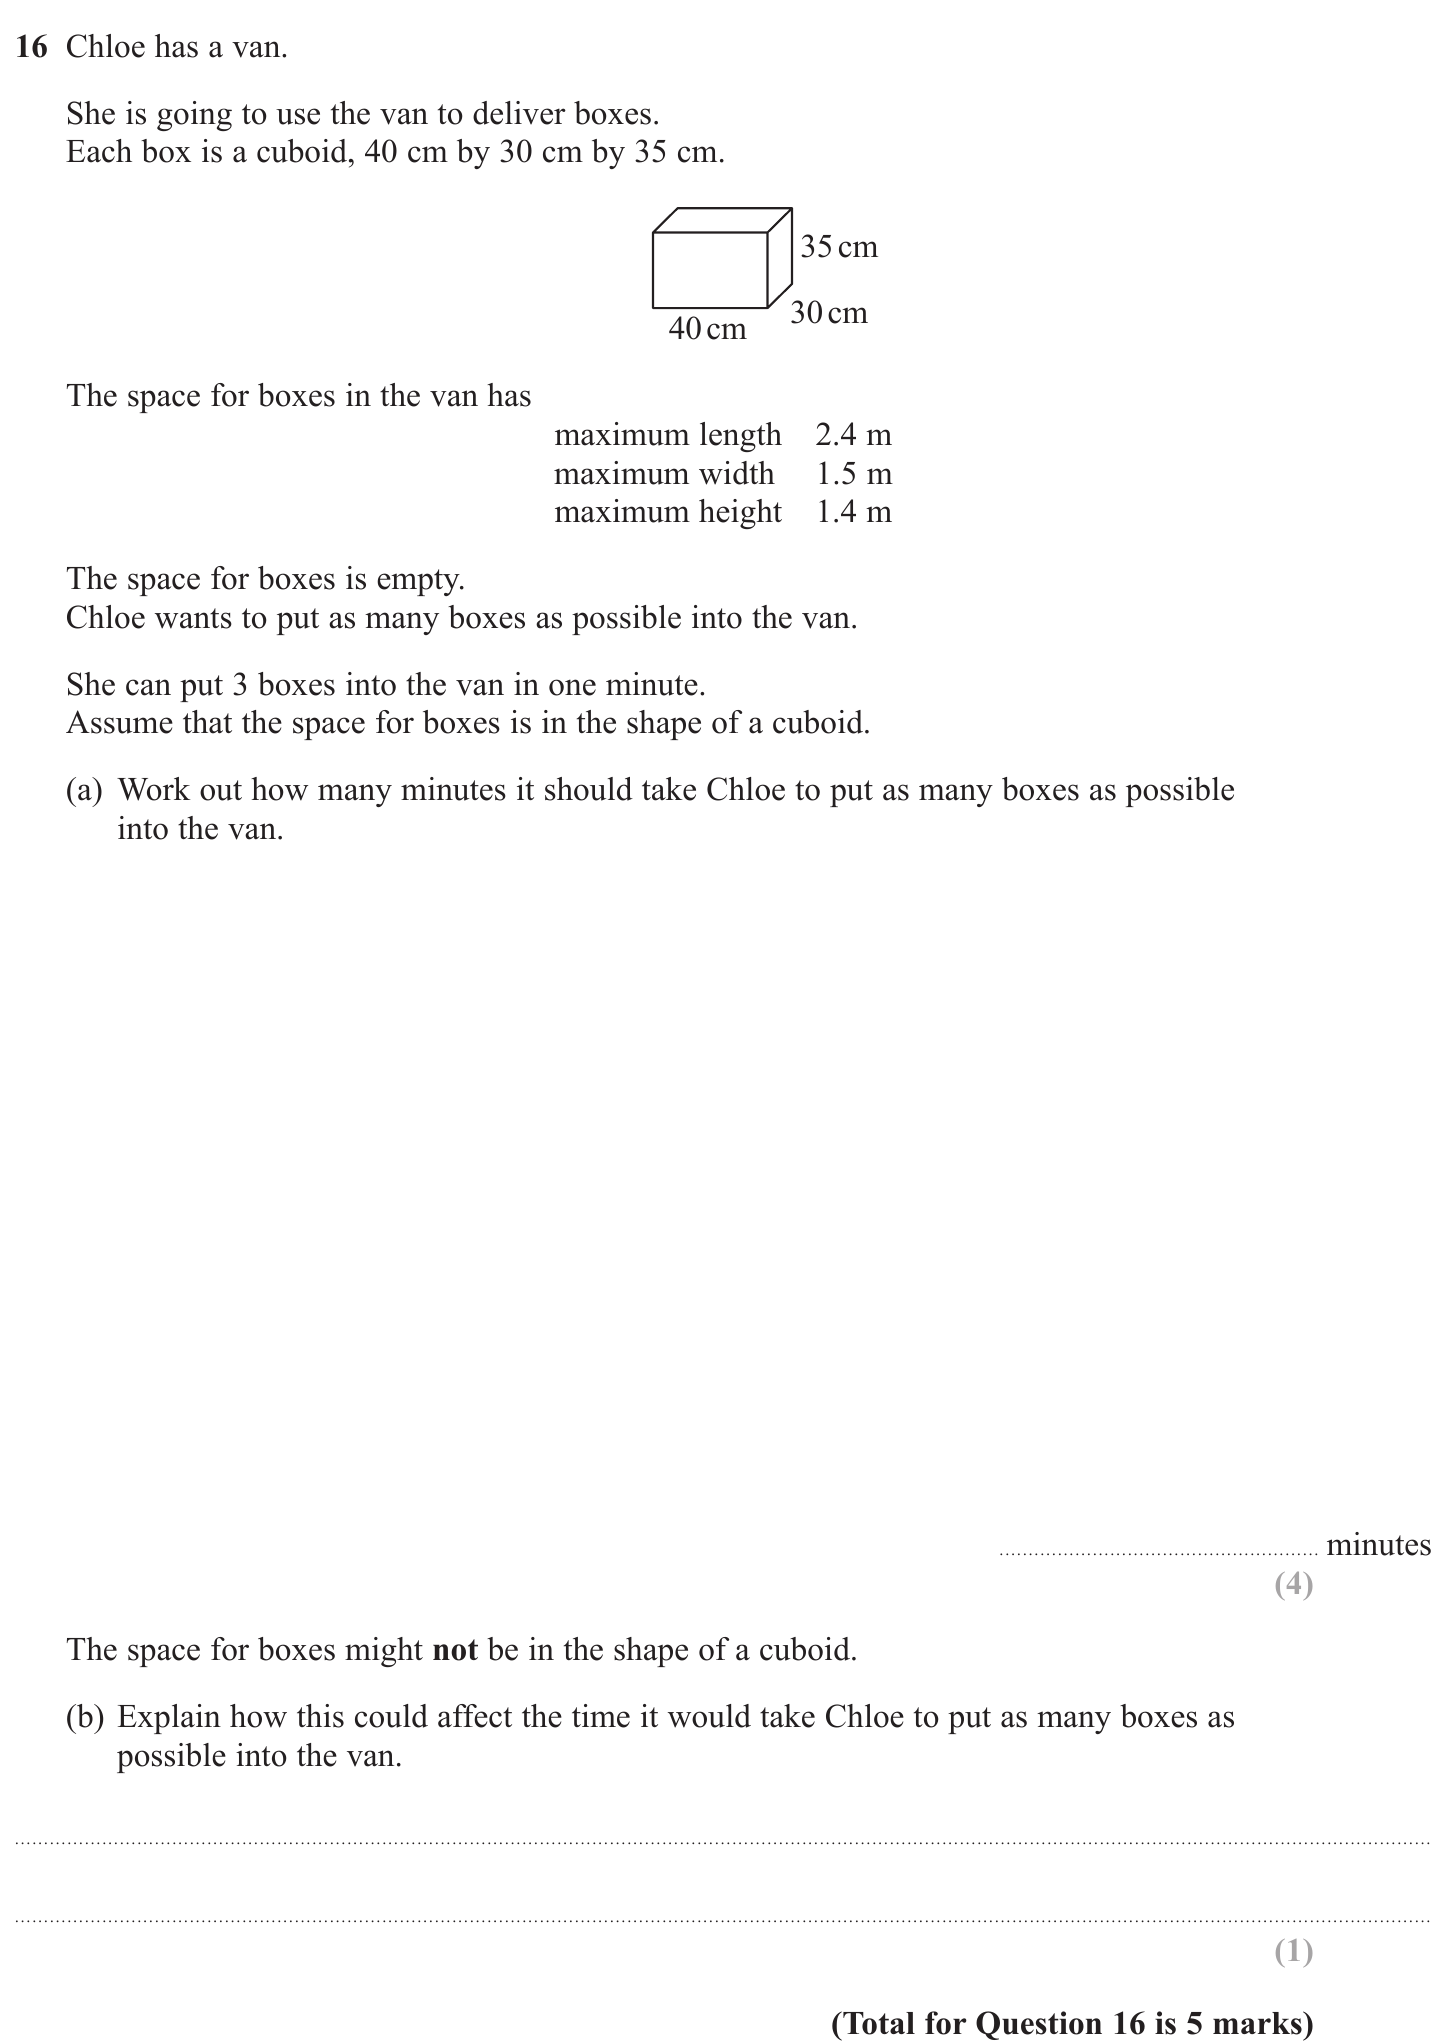 16 Chloe has a van.
She is going to use the van to deliver boxes.
Each box is a cuboid, 40 cm by 30 cm by 35 cm.
35 cm
30 cm
40 cm
The space for boxes in the van has
maximum length 2.4 m
maximum width 1.5 m
maximum height 1.4 m
The space for boxes is empty.
Chloe wants to put as many boxes as possible into the van.
She can put 3 boxes into the van in one minute.
Assume that the space for boxes is in the shape of a cuboid.
(a) Work out how many minutes it should take Chloe to put as many boxes as possible
into the van.
minutes
(4)
The space for boxes might not be in the shape of a cuboid.
(b) Explain how this could affect the time it would take Chloe to put as many boxes as
possible into the van.
(1)
(Total for Question 16 is 5 marks)